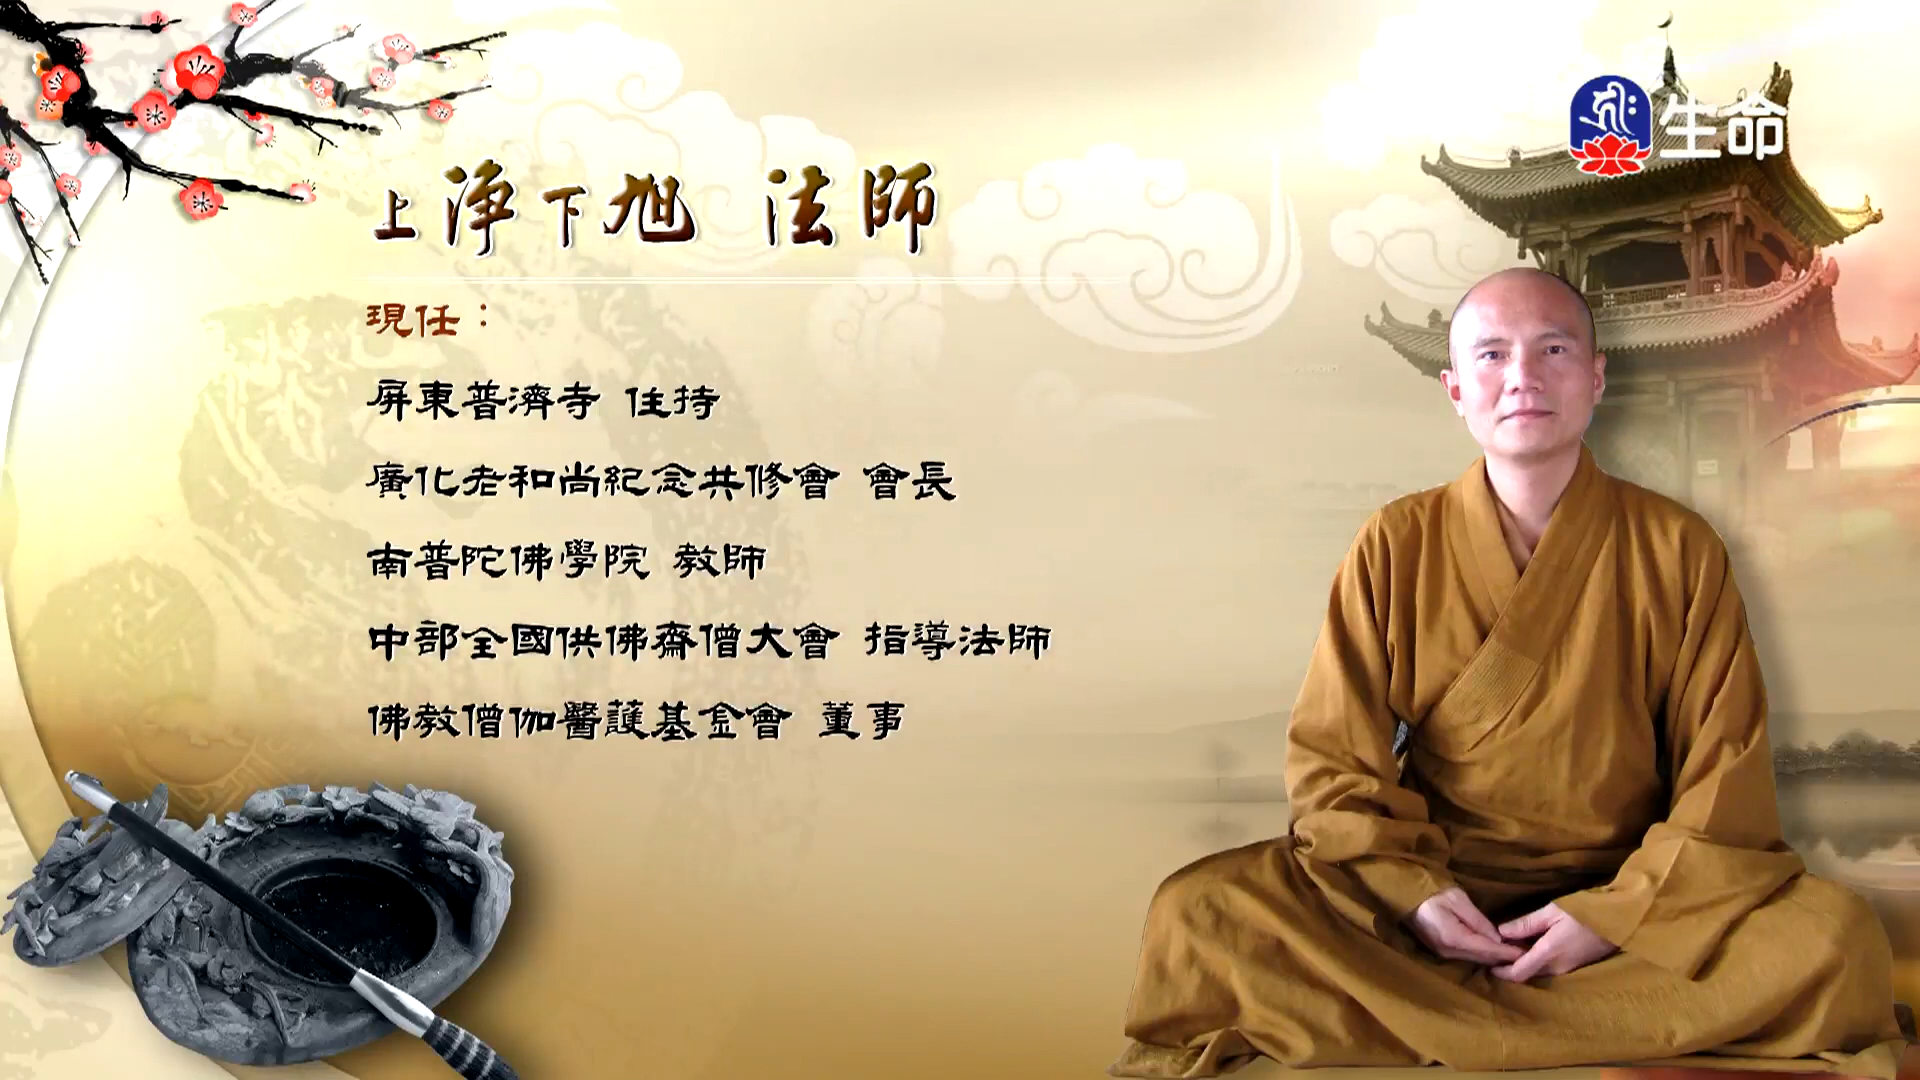 生命
上淨下旭 法師
現任：
屏東普濟寺 住持
廣化老和尚紀念共修會 會長
南普陀佛學院 教師
中部全國供佛齋僧大會 指導法師
佛教僧伽醫護基金會 董事